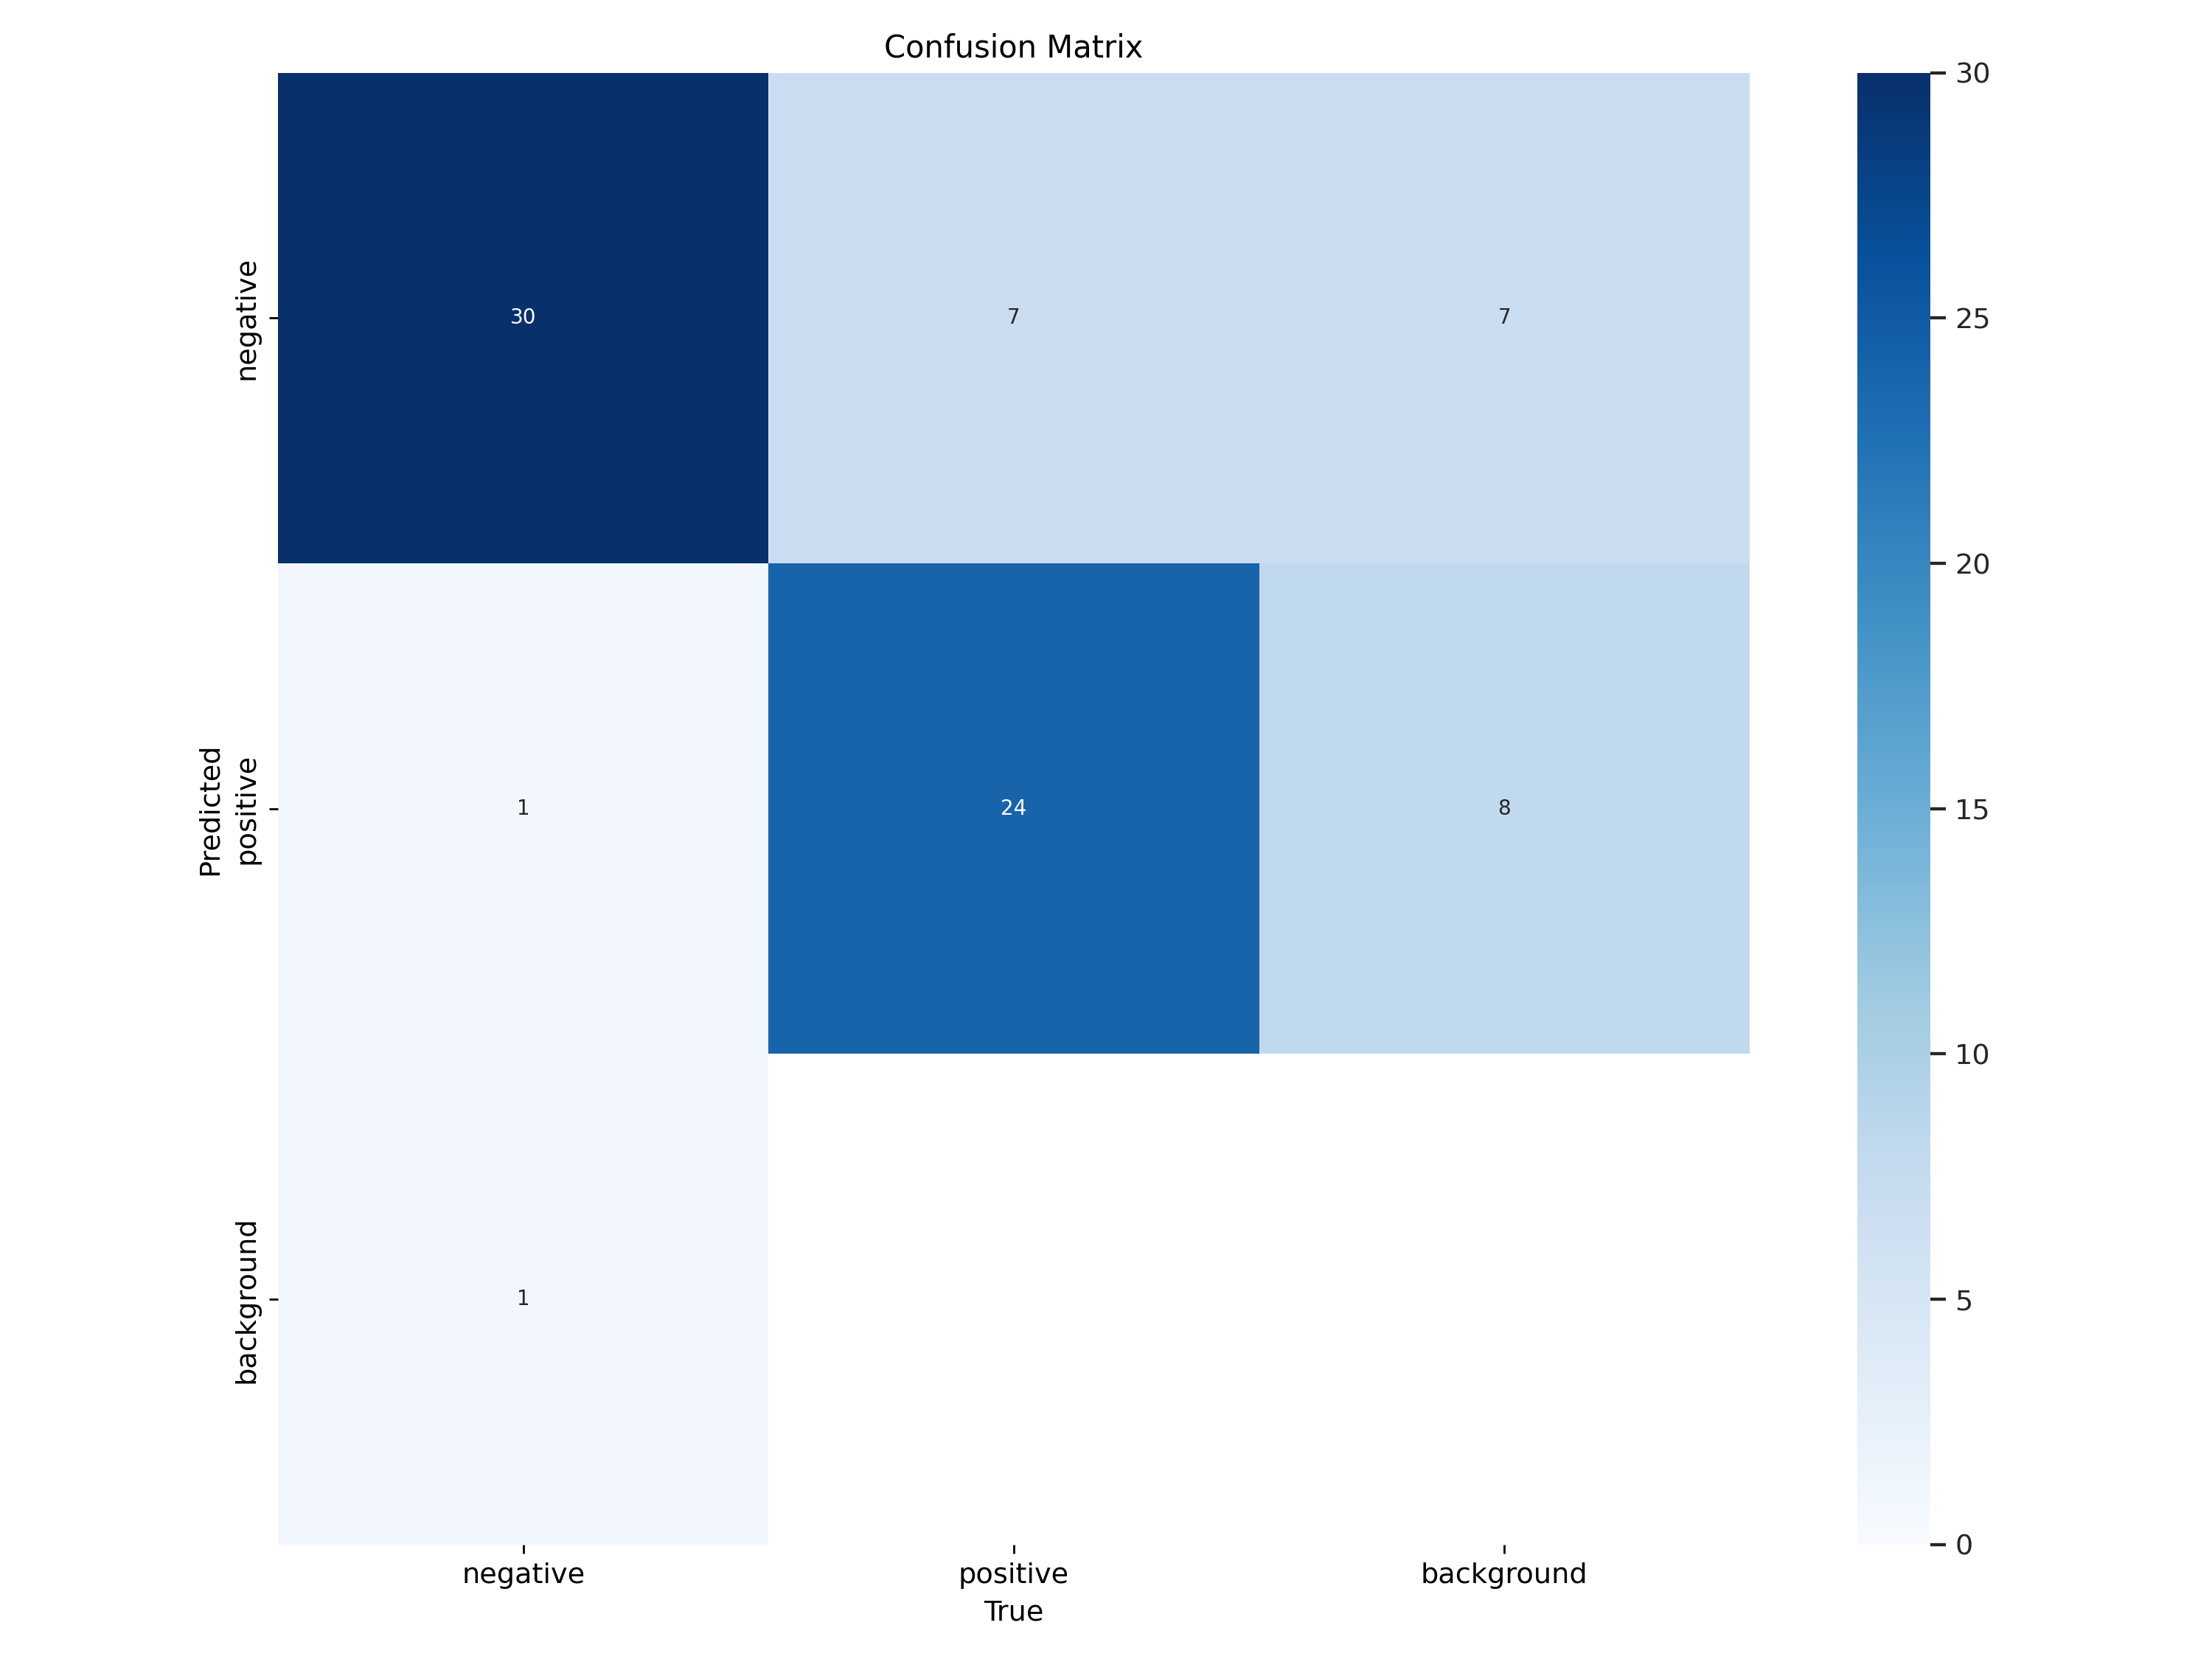 Confusion Matrix
negative
30
7
7
Predicted
positive
1
24
8
background
1
negative
positive
background
True
30
25
20
15
10
5
0